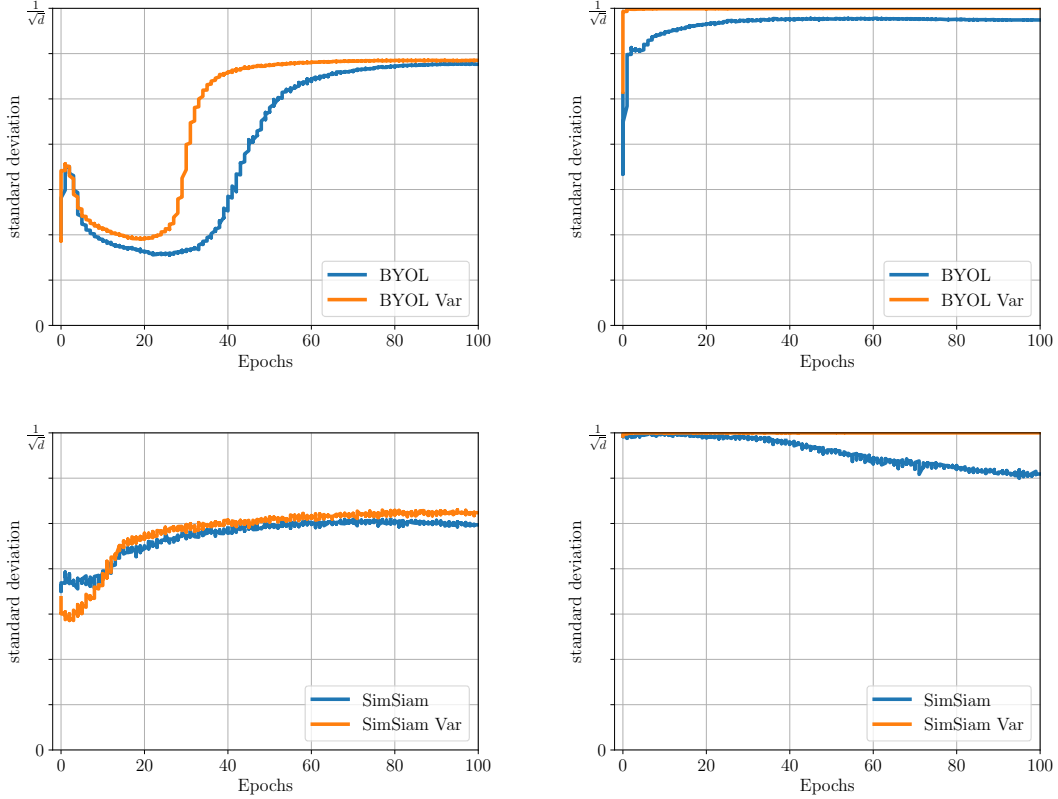 1/√d
standard deviation
0
0 20 40 60 80 100
Epochs
BYOL
BYOL Var
1/√d
standard deviation
0
0 20 40 60 80 100
Epochs
BYOL
BYOL Var
1/√d
standard deviation
0
0 20 40 60 80 100
Epochs
SimSiam
SimSiam Var
1/√d
standard deviation
0
0 20 40 60 80 100
Epochs
SimSiam
SimSiam Var